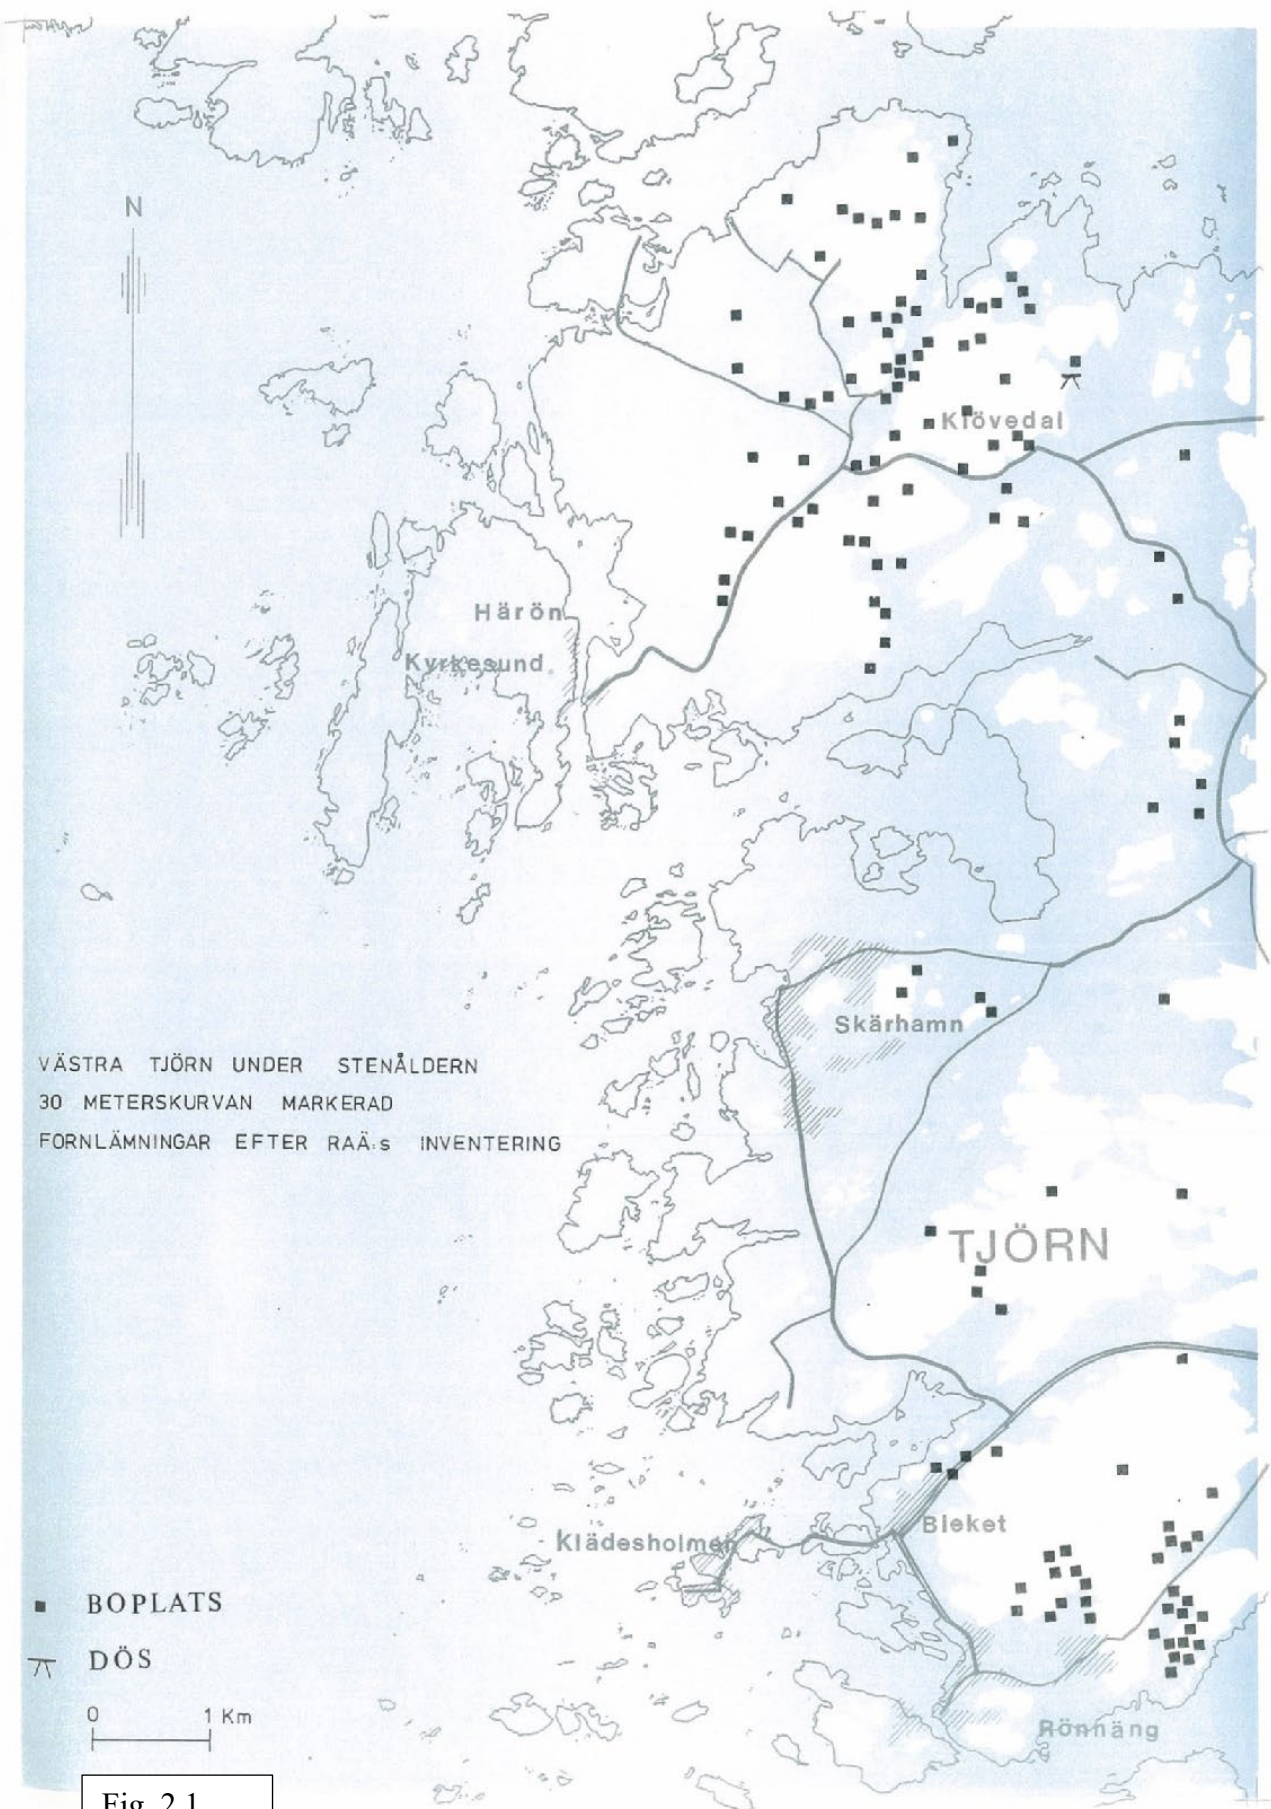 N
Klövedal
Härön
Kyrkesund
Skärhamn
VÄSTRA TJÖRN UNDER STENÅLDERN
30 METERSKURVAN MARKERAD
FORNLÄMNINGAR EFTER RAÄ:s INVENTERING
TJÖRN
Bleket
Klädesholmen
BOPLATS
DÖS
0 1 Km
Rönnäng
Fig. 2.1